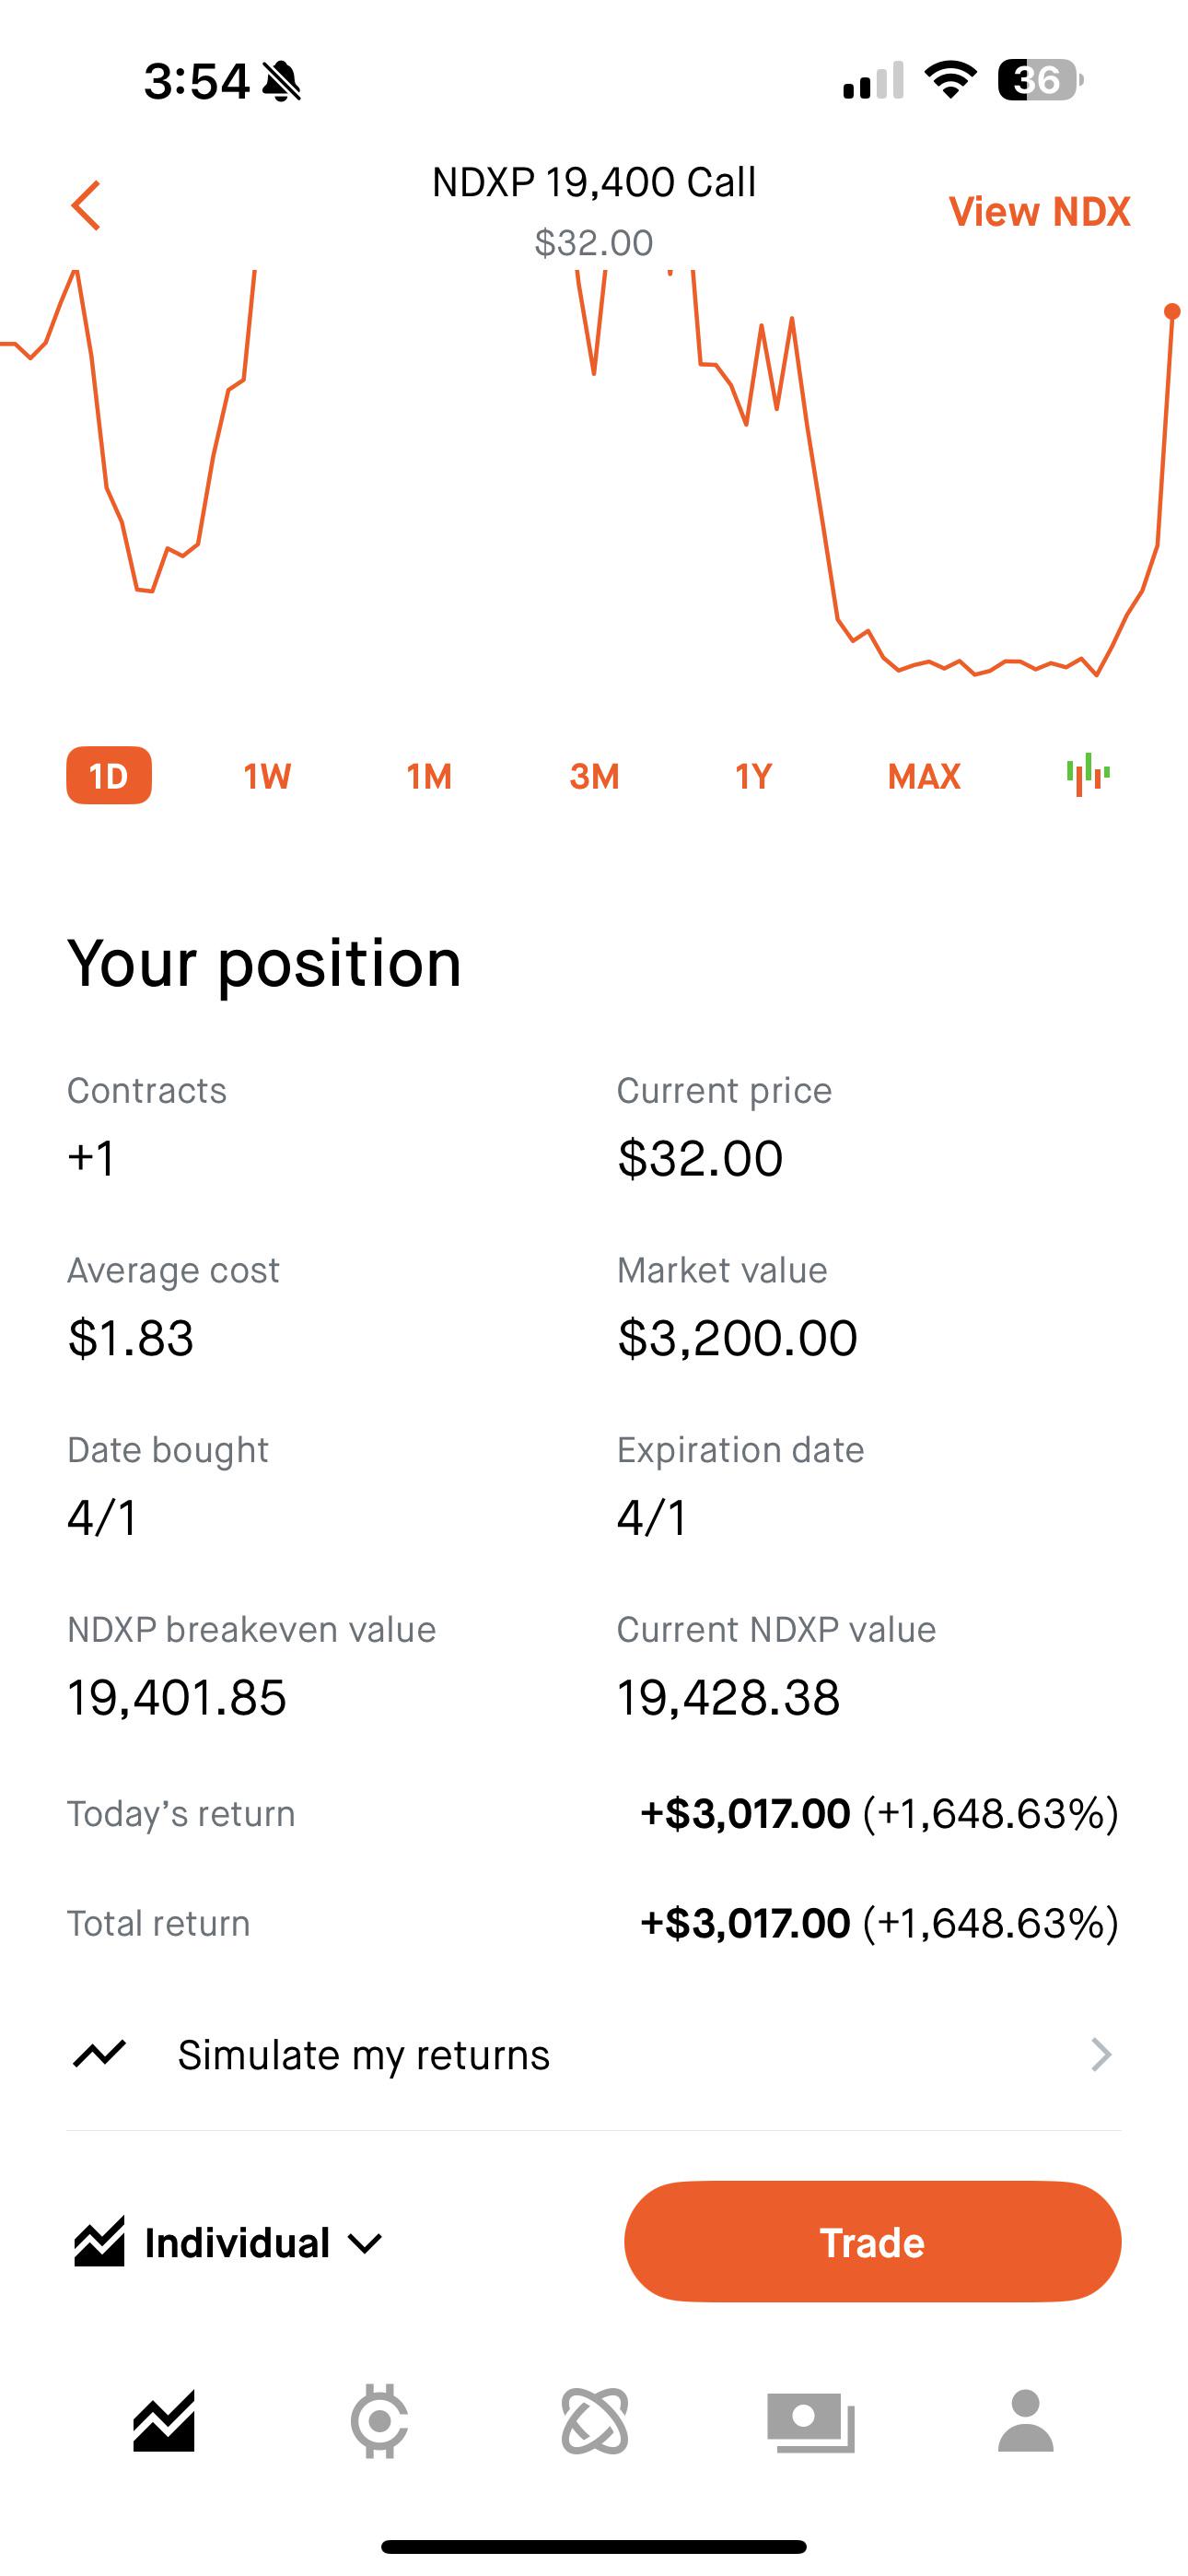 3:54
36
NDXP 19,400 Call
$32.00
View NDX
1D 1W 1M 3M 1Y MAX
Your position
Contracts Current price
+1 $32.00
Average cost Market value
$1.83 $3,200.00
Date bought Expiration date
4/1 4/1
NDXP breakeven value Current NDXP value
19,401.85 19,428.38
Today’s return +$3,017.00 (+1,648.63%)
Total return +$3,017.00 (+1,648.63%)
Simulate my returns
Individual Trade